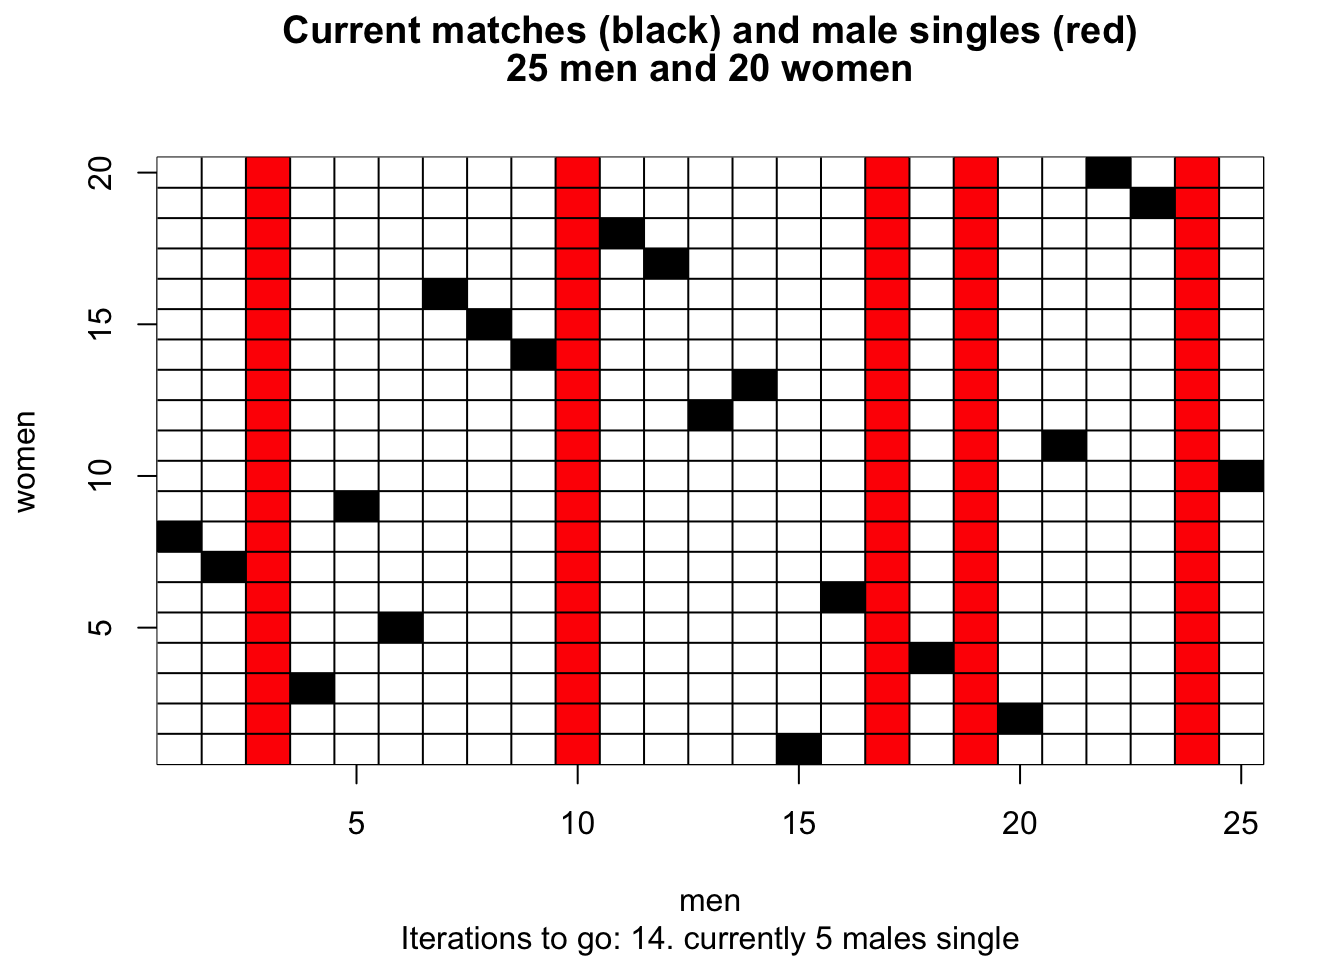 Current matches (black) and male singles (red)
25 men and 20 women
women
20
15
10
5
5 10 15 20 25
men
Iterations to go: 14. currently 5 males single